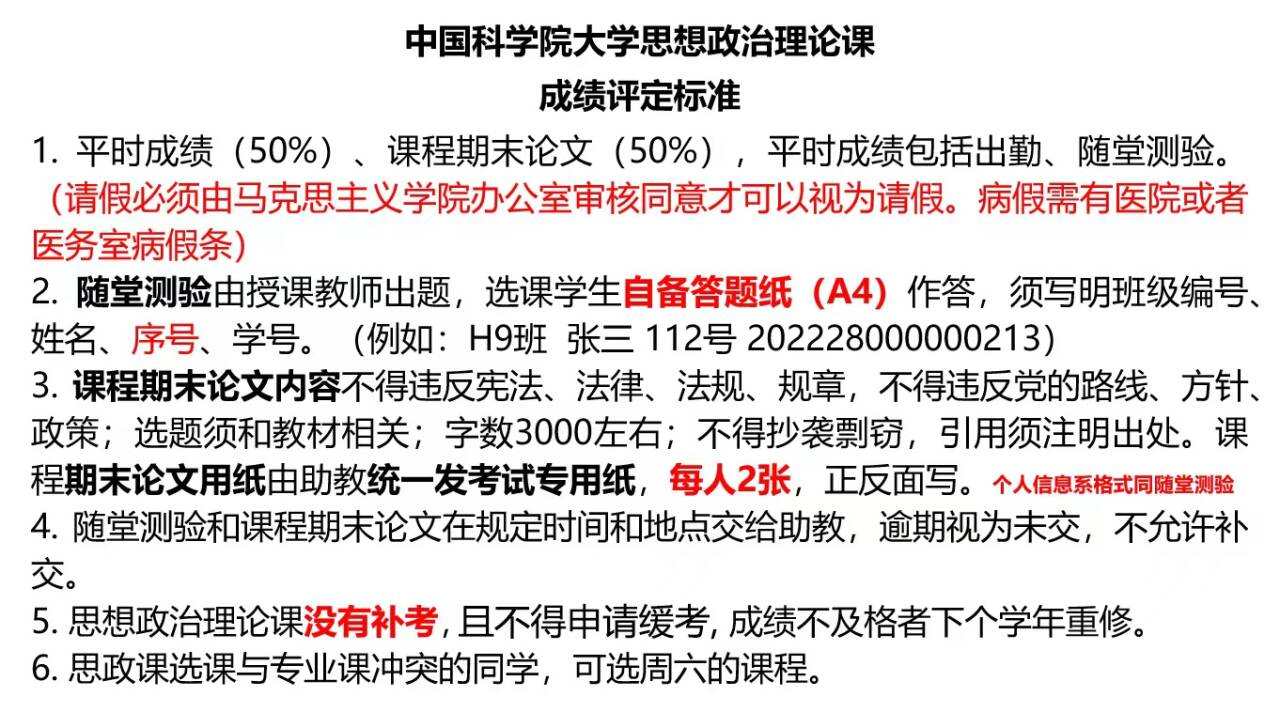 中国科学院大学思想政治理论课
成绩评定标准
1. 平时成绩（50%）、课程期末论文（50%），平时成绩包括出勤、随堂测验。
（请假必须由马克思主义学院办公室审核同意才可以视为请假。病假需有医院或者
医务室病假条）
2. 随堂测验由授课教师出题，选课学生自备答题纸（A4）作答，须写明班级编号、
姓名、序号、学号。（例如：H9班 张三 112号 202228000000213）
3. 课程期末论文内容不得违反宪法、法律、法规、规章，不得违反党的路线、方针、
政策；选题须和教材相关；字数3000左右；不得抄袭剽窃，引用须注明出处。课
程期末论文用纸由助教统一发考试专用纸，每人2张，正反面写。个人信息系格式同随堂测验
4. 随堂测验和课程期末论文在规定时间和地点交给助教，逾期视为未交，不允许补
交。
5. 思想政治理论课没有补考, 且不得申请缓考, 成绩不及格者下个学年重修。
6. 思政课选课与专业课冲突的同学，可选周六的课程。